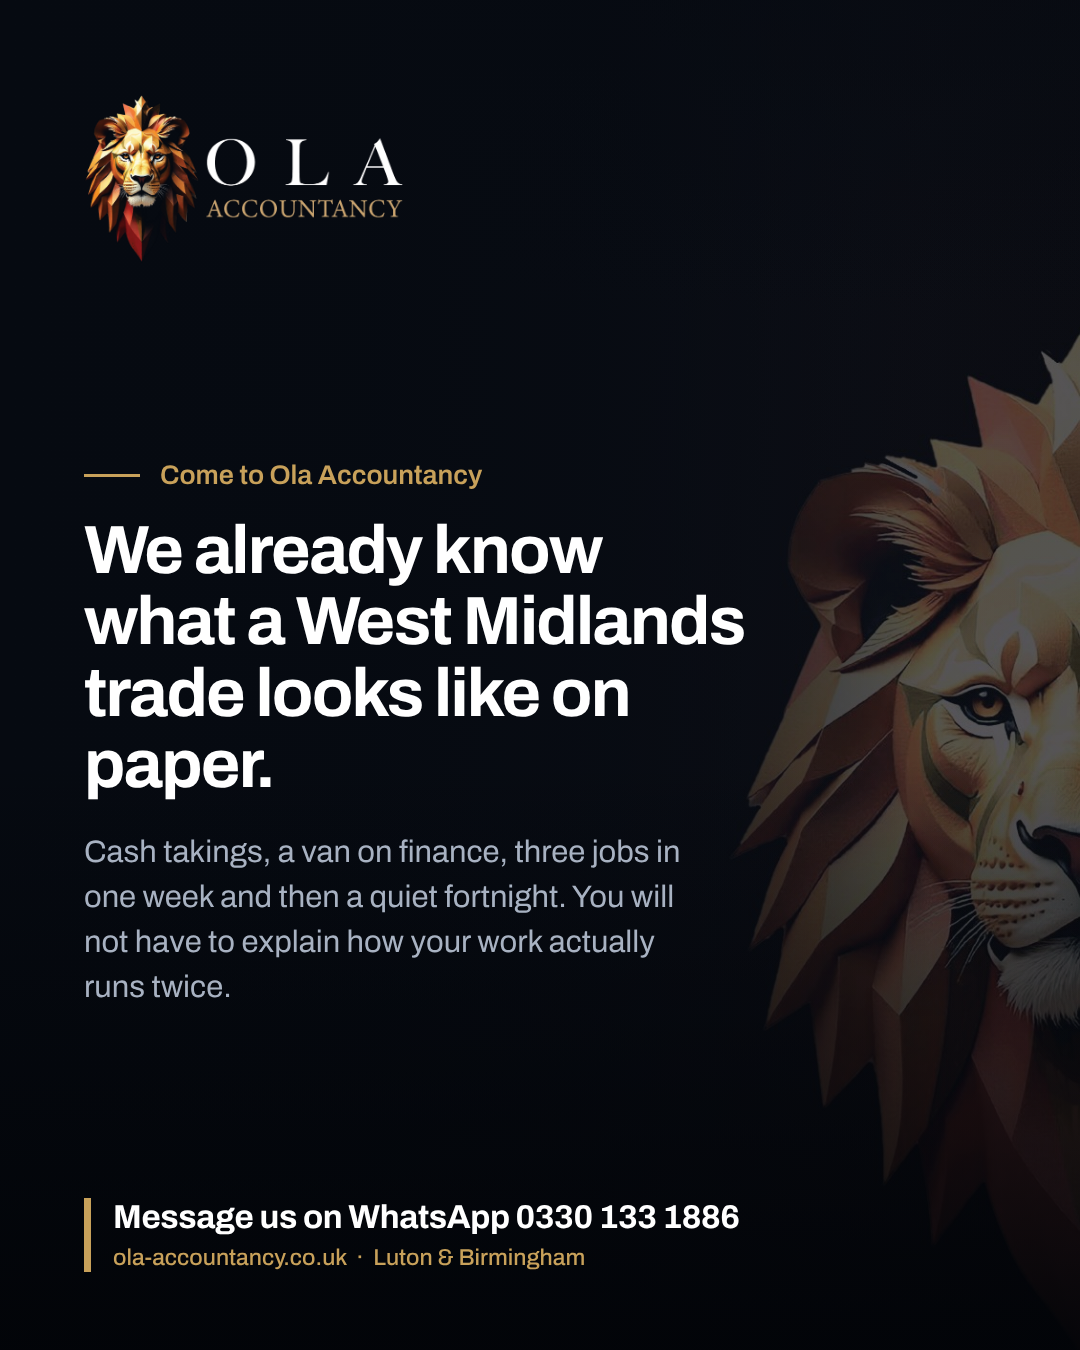 OLA
ACCOUNTANCY
Come to Ola Accountancy
We already know
what a West Midlands
trade looks like on
paper.
Cash takings, a van on finance, three jobs in
one week and then a quiet fortnight. You will
not have to explain how your work actually
runs twice.
Message us on WhatsApp 0330 133 1886
ola-accountancy.co.uk · Luton & Birmingham